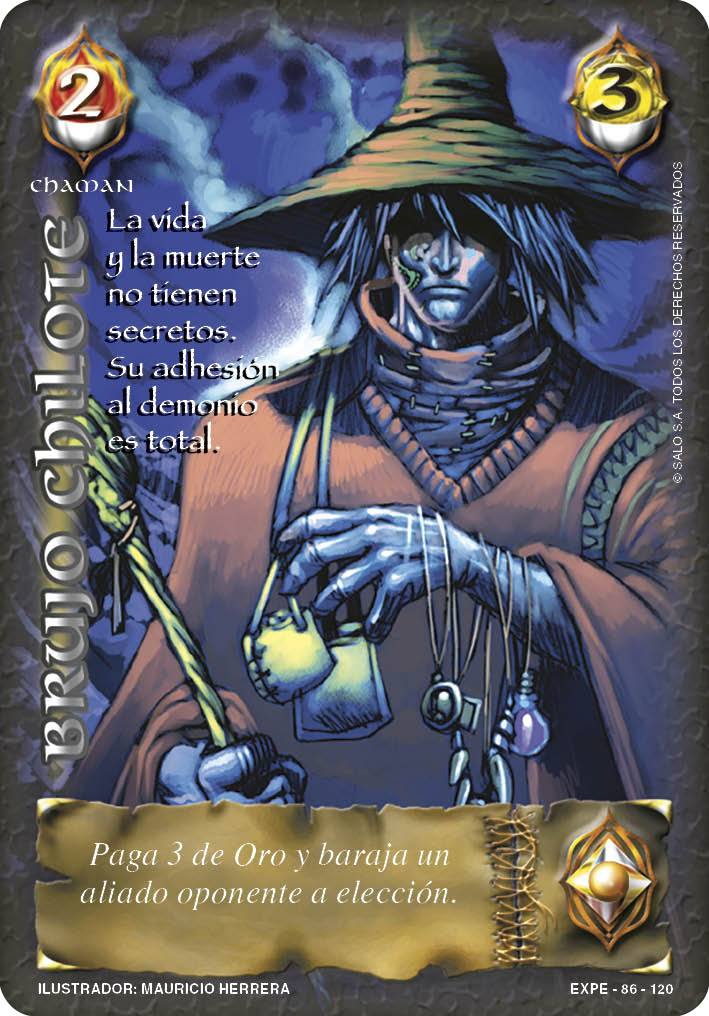 2
3
CHAMAN
La vida
y la muerte
no tienen
secretos.
Su adhesión
al demonio
es total.
BRUJO CHILOTE
© SALO S.A. TODOS LOS DERECHOS RESERVADOS
Paga 3 de Oro y baraja un
aliado oponente a elección.
ILUSTRADOR: MAURICIO HERRERA
EXPE - 86 - 120